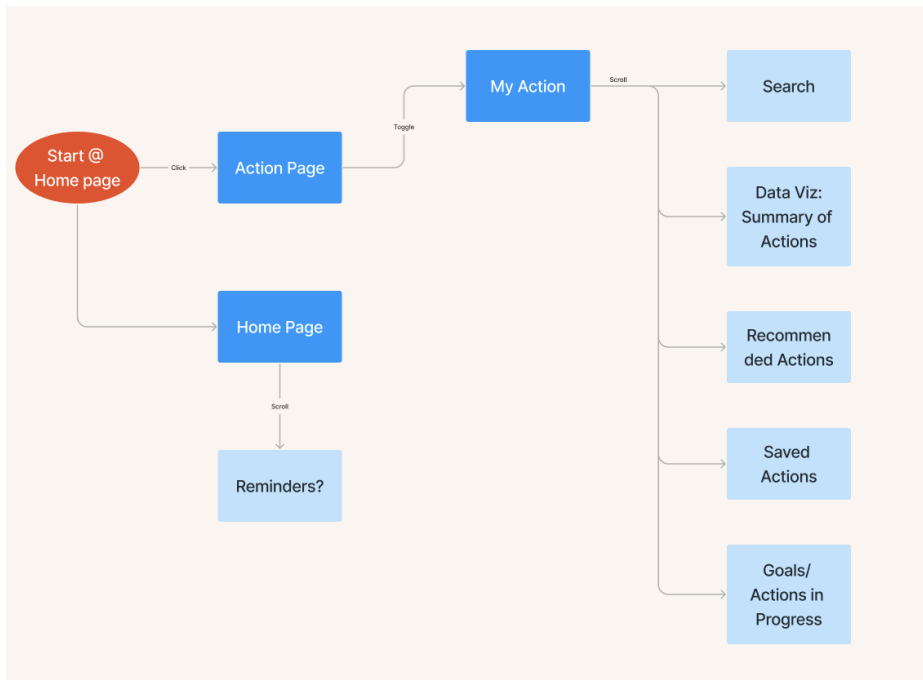 My Action
Scroll
Search
Toggle
Start @
Home page
Click
Action Page
Data Viz:
Summary of
Actions
Home Page
Recommen
ded Actions
Scroll
Reminders?
Saved
Actions
Goals/
Actions in
Progress